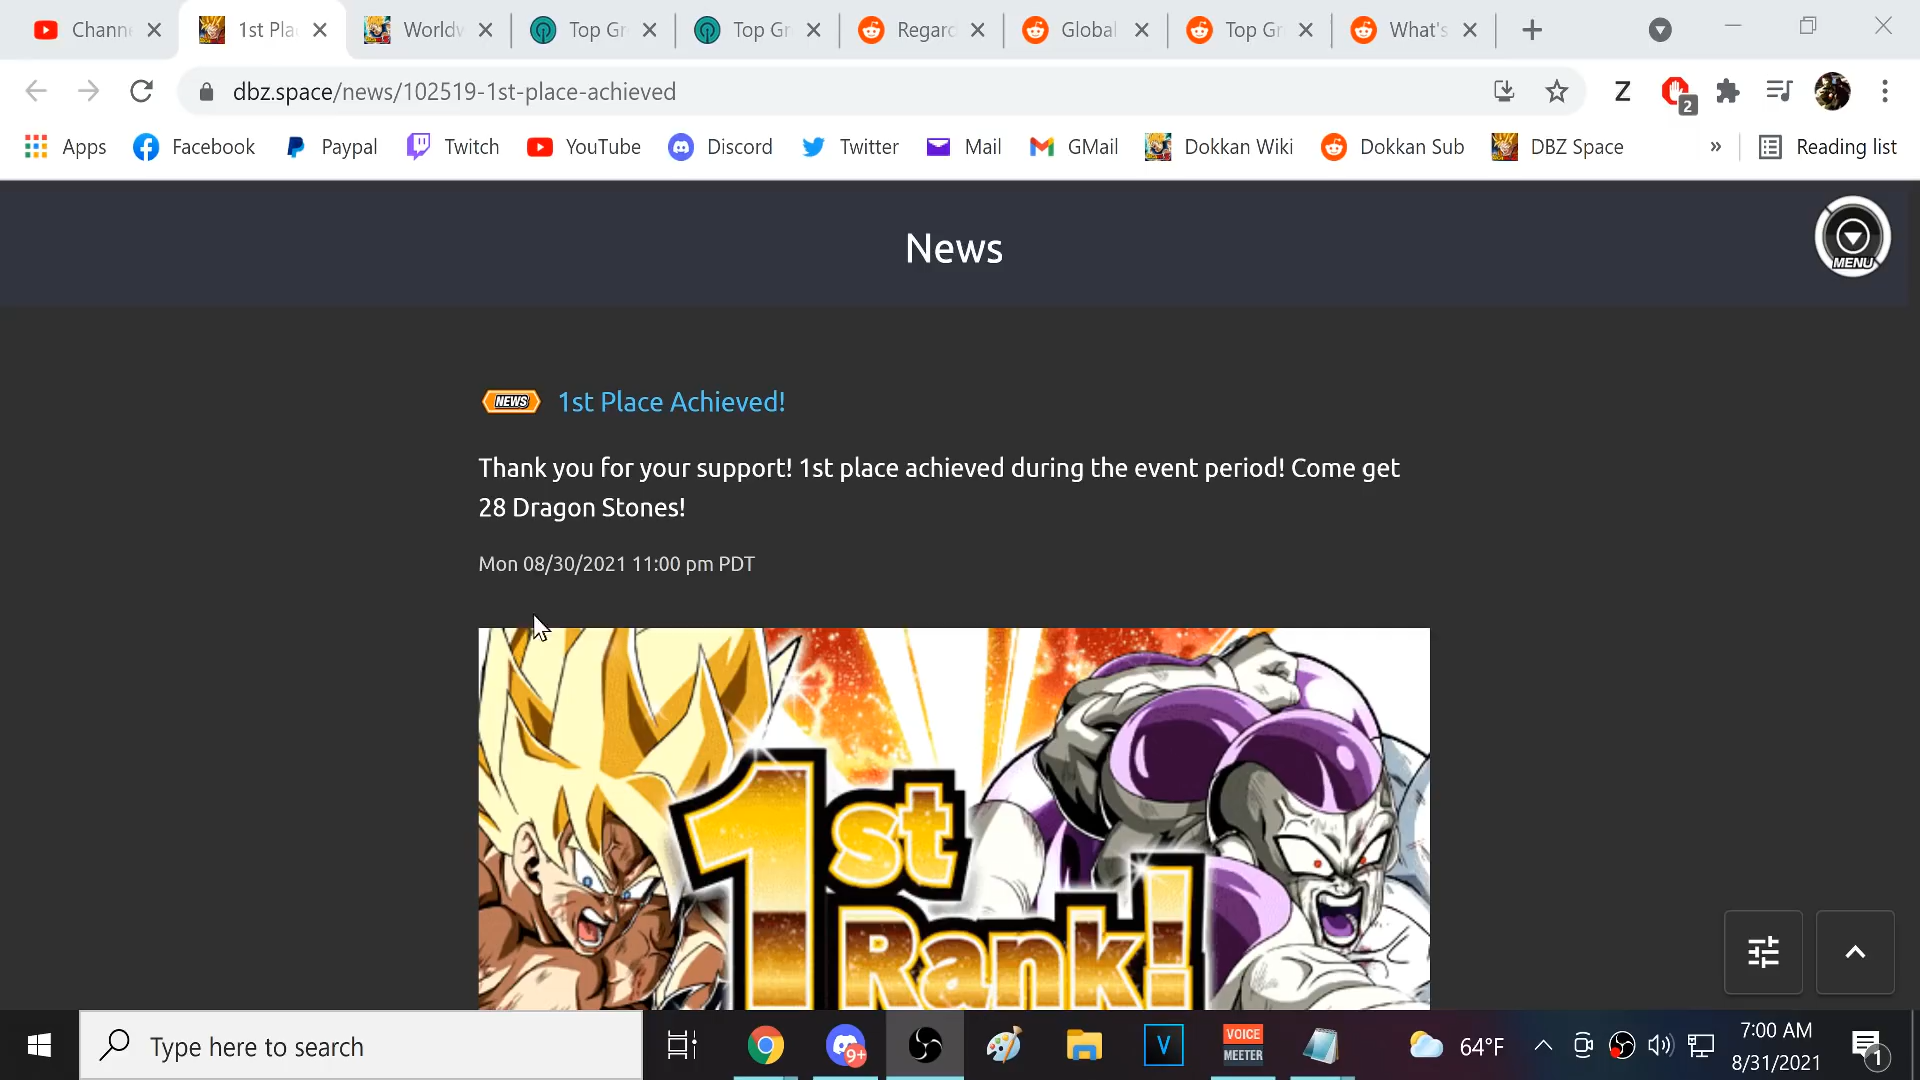 Chann
1st Pla
Worldw
Top Gr
Top Gr
Regard
Global
Top Gr
What's
dbz.space/news/102519-1st-place-achieved
Z
2
Apps
Facebook
Paypal
Twitch
YouTube
Discord
Twitter
Mail
GMail
Dokkan Wiki
Dokkan Sub
DBZ Space
»
Reading list
News
MENU
NEWS 1st Place Achieved!
Thank you for your support! 1st place achieved during the event period! Come get
28 Dragon Stones!
Mon 08/30/2021 11:00 pm PDT
1st
Rank!
Type here to search
9+
V
VOICE
MEETER
64°F
7:00 AM
8/31/2021
1